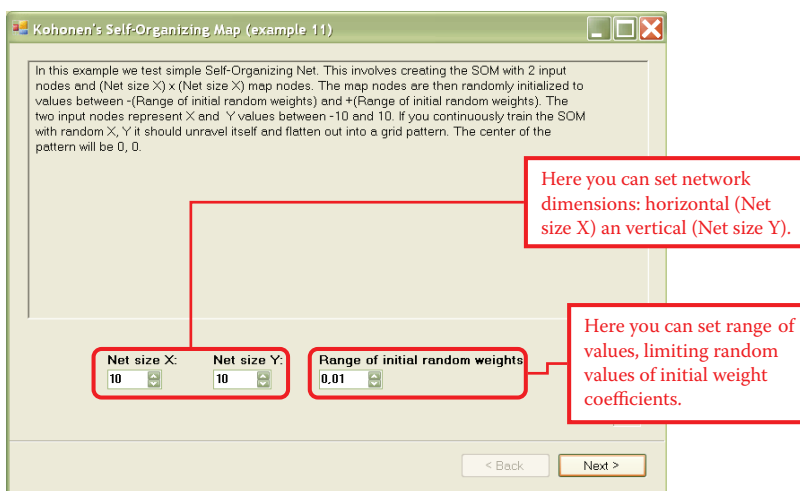 Kohonen's Self-Organizing Map (example 11)
In this example we test simple Self-Organizing Net. This involves creating the SOM with 2 input
nodes and (Net size X) x (Net size X) map nodes. The map nodes are then randomly initialized to
values between -(Range of initial random weights) and +(Range of initial random weights). The
two input nodes represent X and Y values between -10 and 10. If you continuously train the SOM
with random X, Y it should unravel itself and flatten out into a grid pattern. The center of the
pattern will be 0, 0.
Here you can set network
dimensions: horizontal (Net
size X) an vertical (Net size Y).
Here you can set range of
values, limiting random
values of initial weight
coefficients.
Net size X: Net size Y: Range of initial random weights
10 10 0,01
< Back Next >